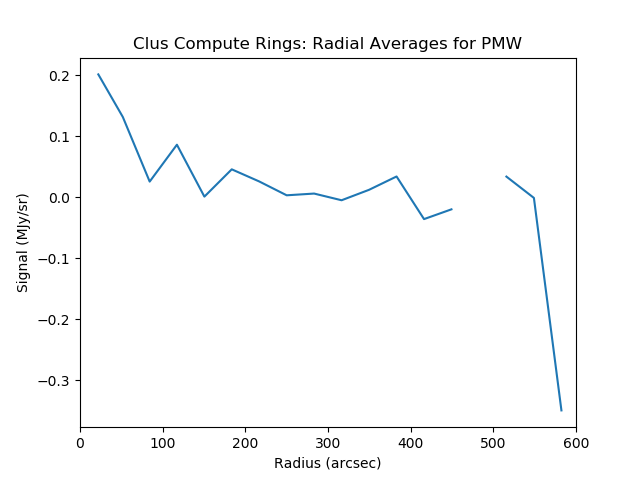 Clus Compute Rings: Radial Averages for PMW
0.2
0.1
0.0
−0.1
−0.2
−0.3
Signal (MJy/sr)
0 100 200 300 400 500 600
Radius (arcsec)